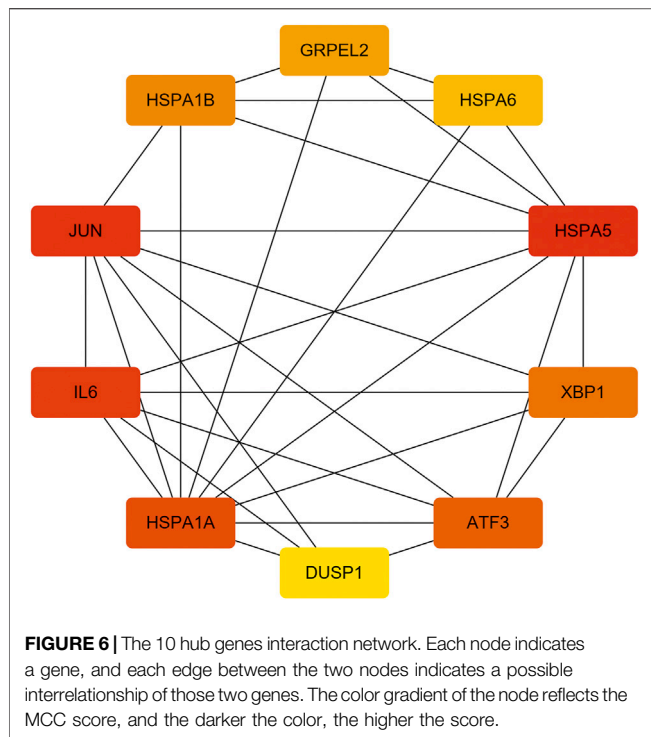 GRPEL2
HSPA1B
HSPA6
JUN
HSPA5
IL6
XBP1
HSPA1A
ATF3
DUSP1
FIGURE 6 | The 10 hub genes interaction network. Each node indicates
a gene, and each edge between the two nodes indicates a possible
interrelationship of those two genes. The color gradient of the node reflects the
MCC score, and the darker the color, the higher the score.